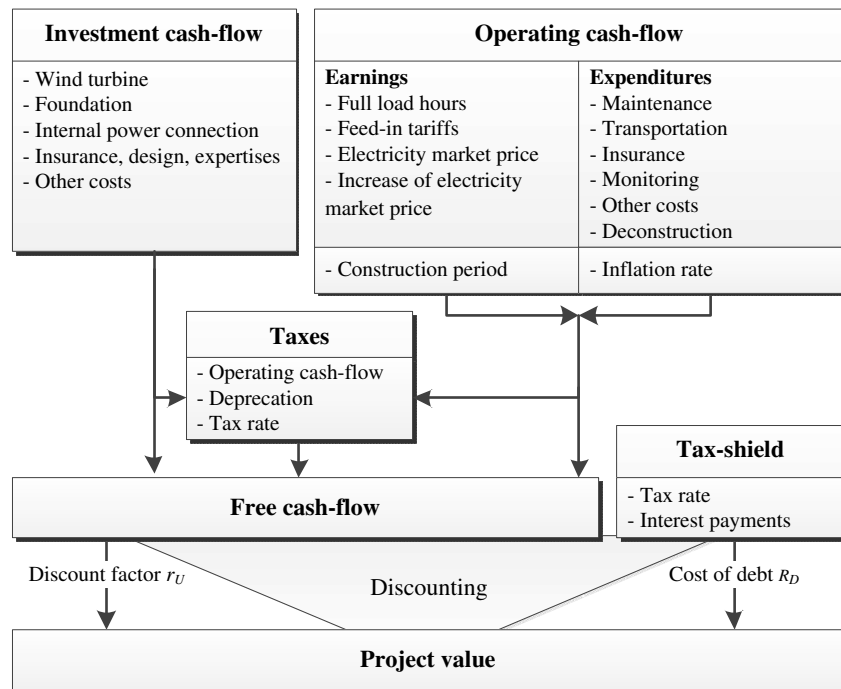 Investment cash-flow
- Wind turbine
- Foundation
- Internal power connection
- Insurance, design, expertises
- Other costs
Operating cash-flow
Earnings
- Full load hours
- Feed-in tariffs
- Electricity market price
- Increase of electricity
market price
- Construction period
Expenditures
- Maintenance
- Transportation
- Insurance
- Monitoring
- Other costs
- Deconstruction
- Inflation rate
Taxes
- Operating cash-flow
- Deprecation
- Tax rate
Tax-shield
- Tax rate
- Interest payments
Free cash-flow
Discount factor rU
Discounting
Cost of debt RD
Project value